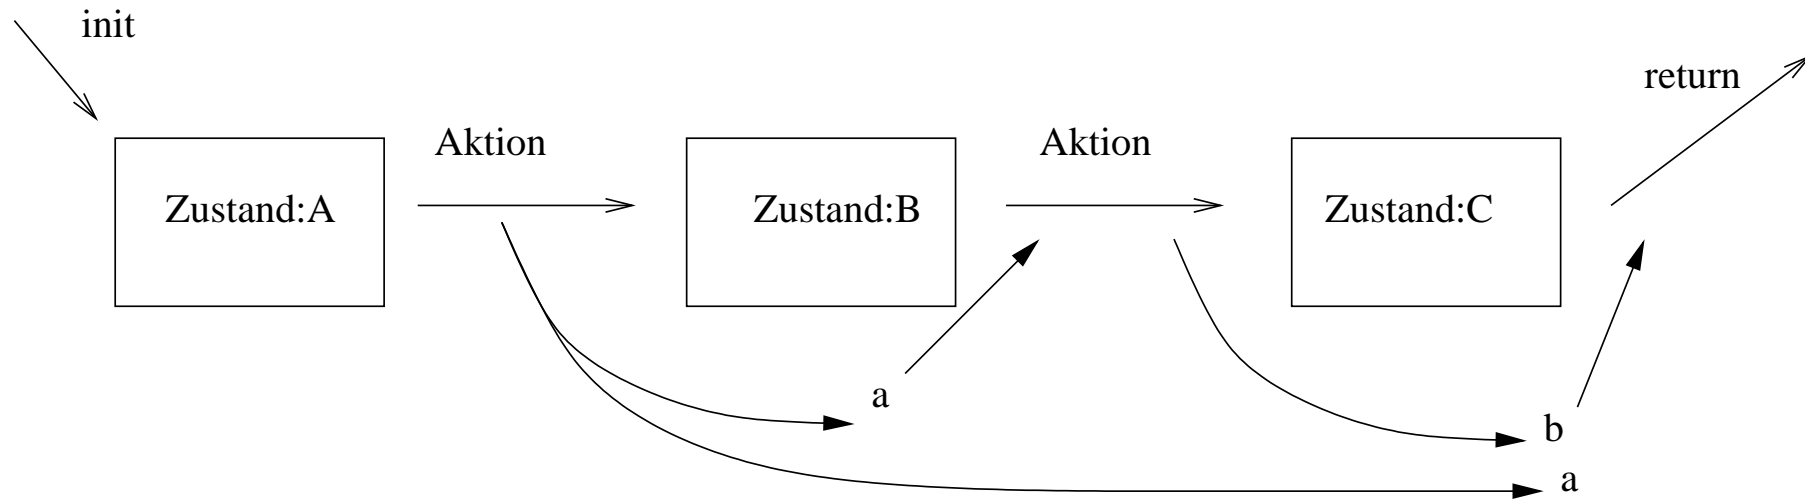 init
return
Aktion
Aktion
Zustand:A
Zustand:B
Zustand:C
a
b
a